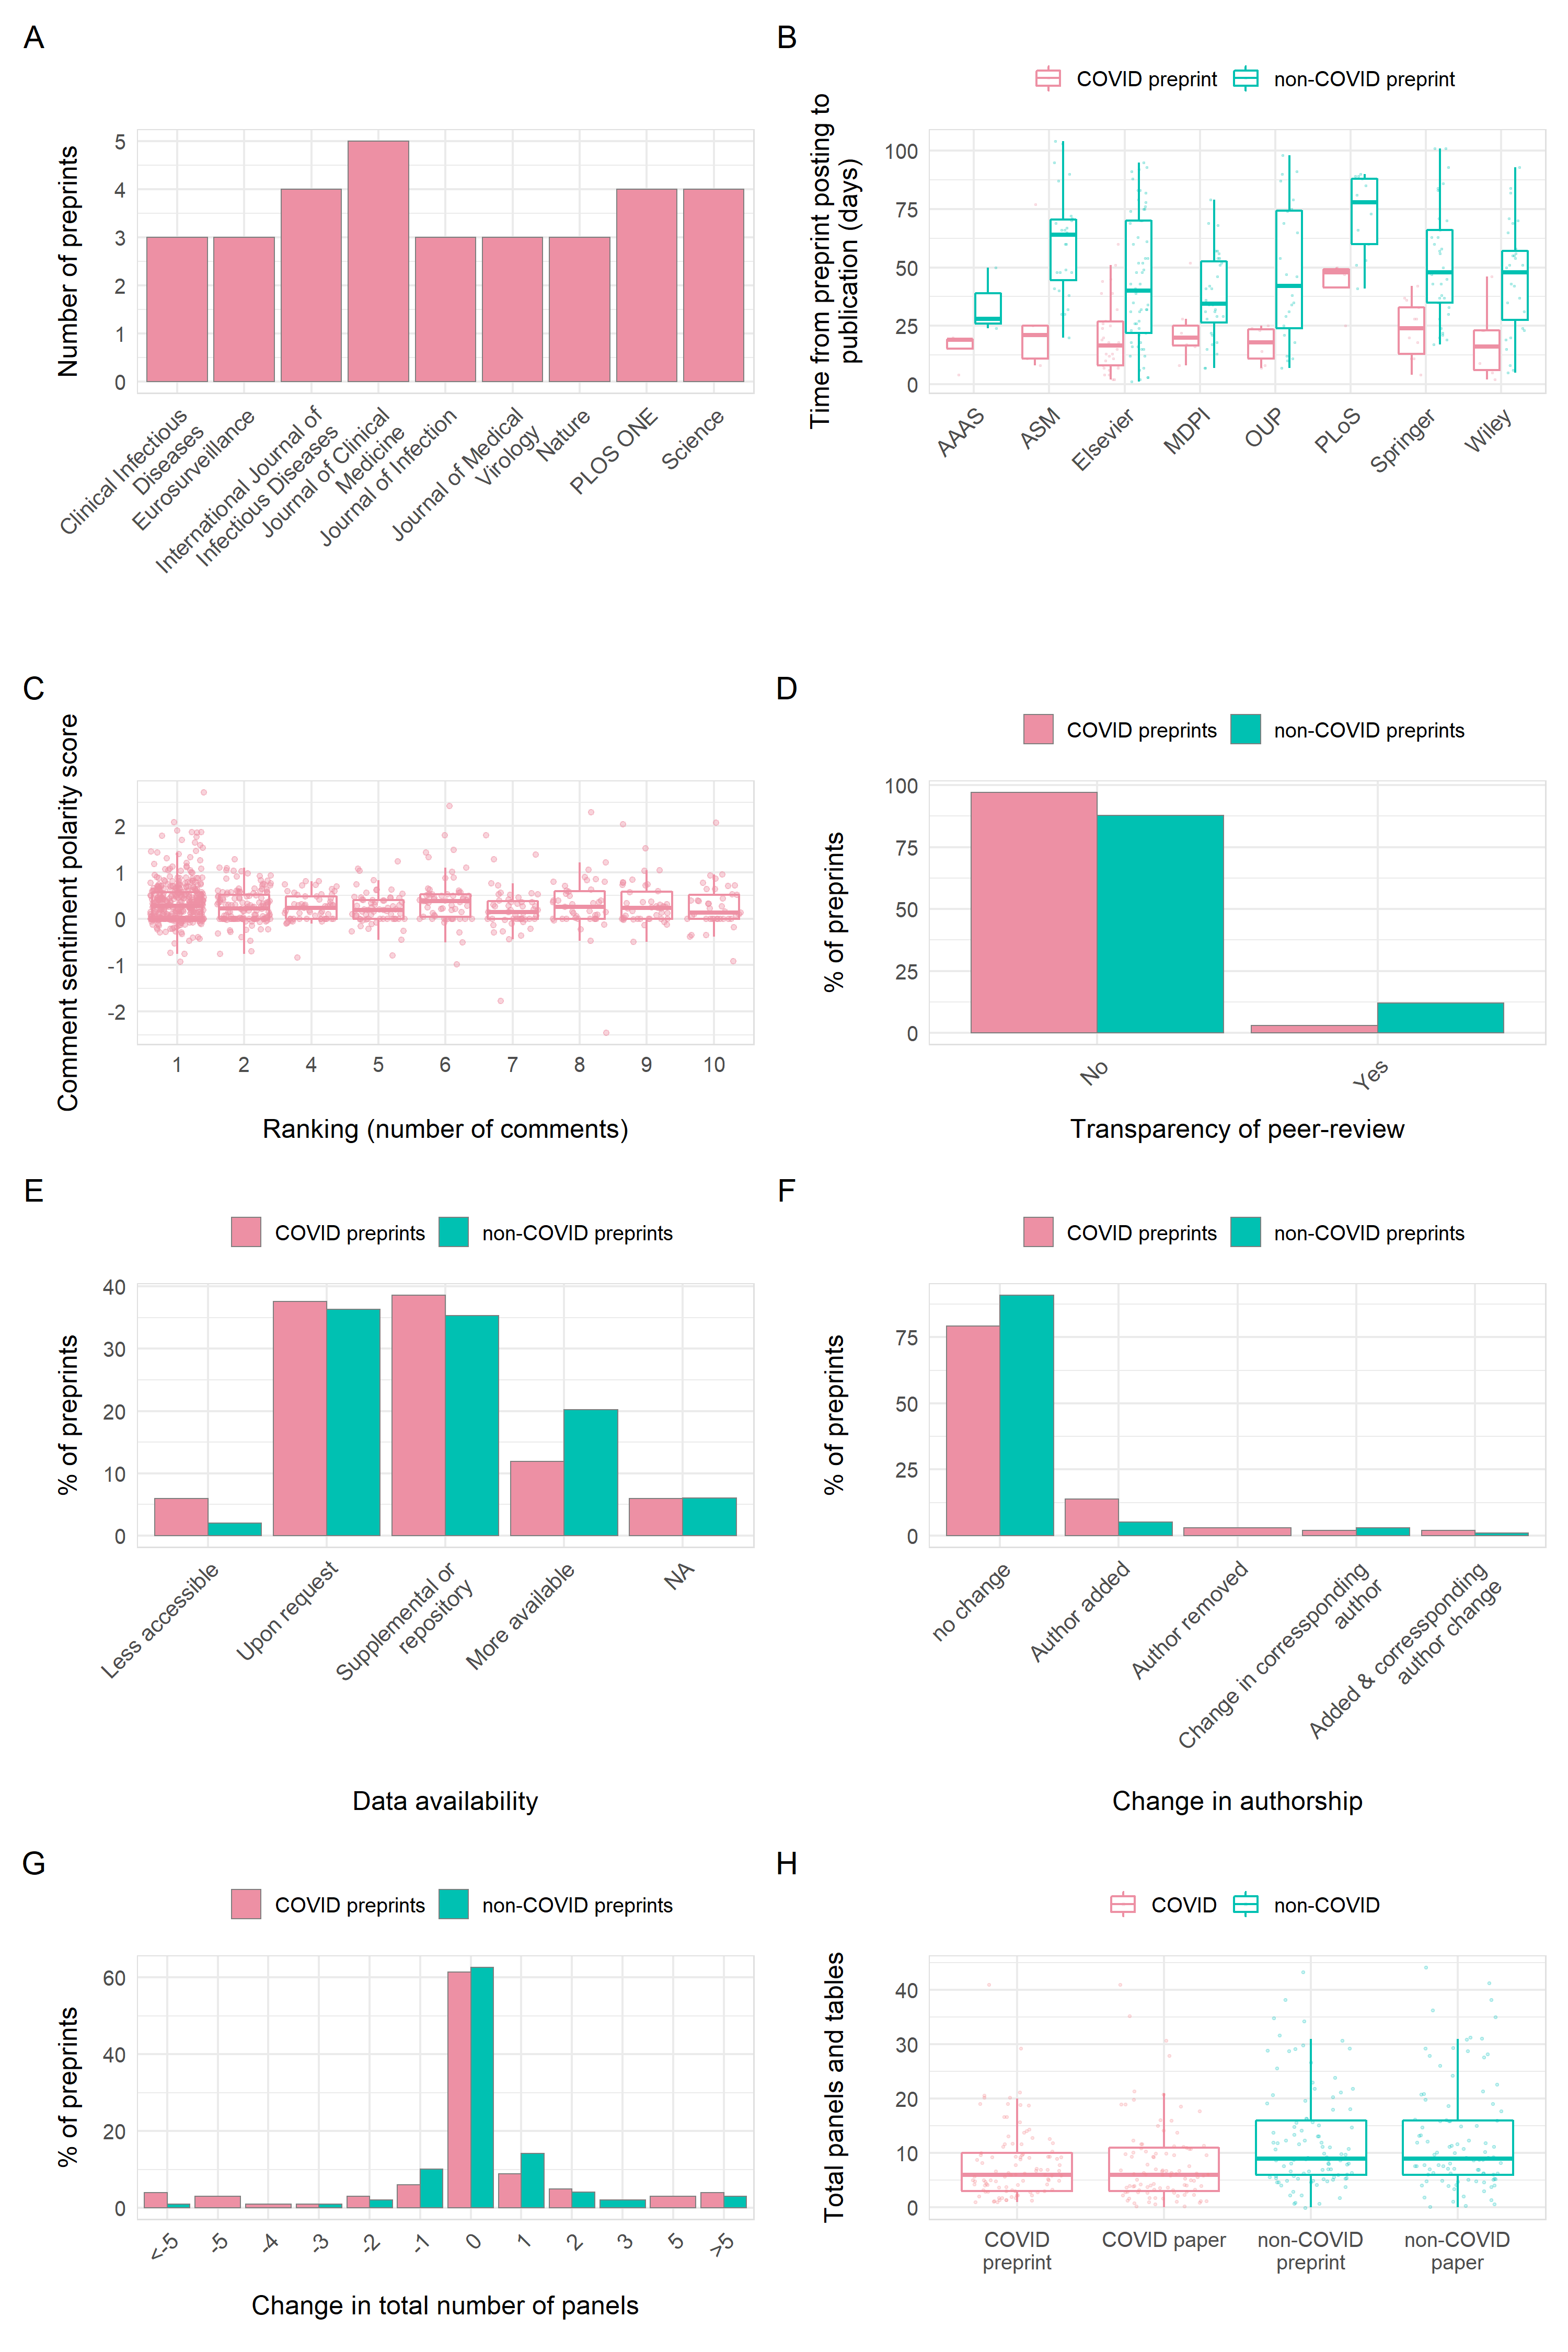 A
Number of preprints
5
4
3
2
1
0
Clinical Infectious
Diseases
Eurosurveillance
International Journal of
Infectious Diseases
Journal of Clinical
Medicine
Journal of Infection
Journal of Medical
Virology
Nature
PLOS ONE
Science
B
COVID preprint
non-COVID preprint
Time from preprint posting to
publication (days)
100
75
50
25
0
AAAS
ASM
Elsevier
MDPI
OUP
PLoS
Springer
Wiley
C
Comment sentiment polarity score
2
1
0
-1
-2
1 2 4 5 6 7 8 9 10
Ranking (number of comments)
D
COVID preprints
non-COVID preprints
% of preprints
100
75
50
25
0
No
Yes
Transparency of peer-review
E
COVID preprints
non-COVID preprints
% of preprints
40
30
20
10
0
Less accessible
Upon request
Supplemental or
repository
More available
NA
Data availability
F
COVID preprints
non-COVID preprints
% of preprints
75
50
25
0
no change
Author added
Author removed
Change in corressponding
author
Added & corressponding
author change
Change in authorship
G
COVID preprints
non-COVID preprints
% of preprints
60
40
20
0
<-5
-5
-4
-3
-2
-1
0
1
2
3
5
>5
Change in total number of panels
H
COVID
non-COVID
Total panels and tables
40
30
20
10
0
COVID
preprint
COVID paper
non-COVID
preprint
non-COVID
paper